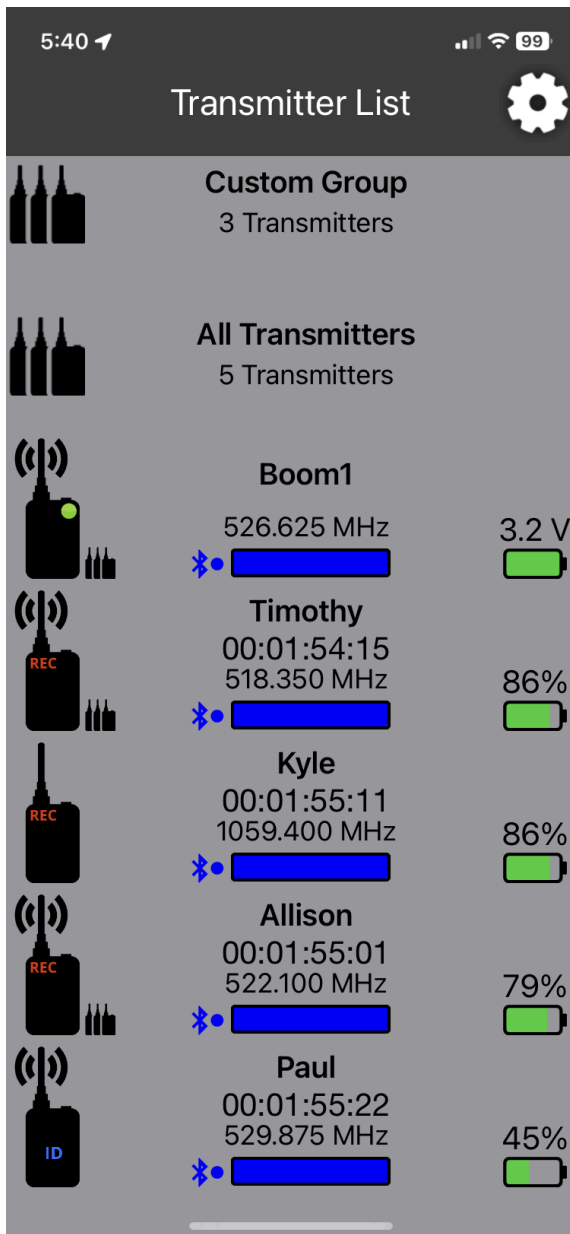 5:40
99
Transmitter List
Custom Group
3 Transmitters
All Transmitters
5 Transmitters
Boom1
526.625 MHz
3.2 V
Timothy
REC
00:01:54:15
518.350 MHz
86%
Kyle
REC
00:01:55:11
1059.400 MHz
86%
Allison
REC
00:01:55:01
522.100 MHz
79%
Paul
00:01:55:22
529.875 MHz
45%
ID